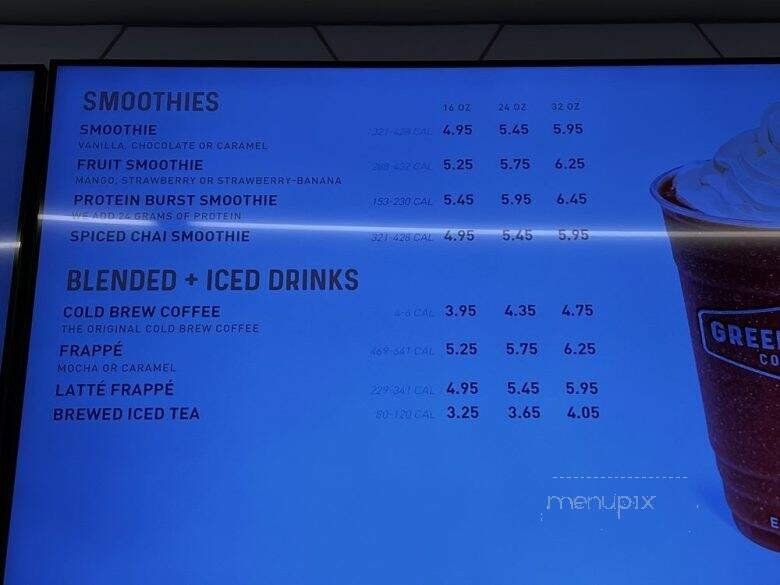 SMOOTHIES
16 OZ 24 OZ 32 OZ
SMOOTHIE 321-428 CAL 4.95 5.45 5.95
VANILLA, CHOCOLATE OR CARAMEL
FRUIT SMOOTHIE CAL 5.25 5.75 6.25
MANGO, STRAWBERRY OR STRAWBERRY-BANANA
PROTEIN BURST SMOOTHIE 153-230 CAL 5.45 5.95 6.45
WE ADD 24 GRAMS OF PROTEIN
SPICED CHAI SMOOTHIE 321-428 CAL 4.95 5.45 5.95
BLENDED + ICED DRINKS
COLD BREW COFFEE 4-6 CAL 3.95 4.35 4.75
THE ORIGINAL COLD BREW COFFEE
FRAPPÉ 469-641 CAL 5.25 5.75 6.25
MOCHA OR CARAMEL
LATTÉ FRAPPÉ 229-341 CAL 4.95 5.45 5.95
BREWED ICED TEA 80-120 CAL 3.25 3.65 4.05
GREE
CO
E
menupix